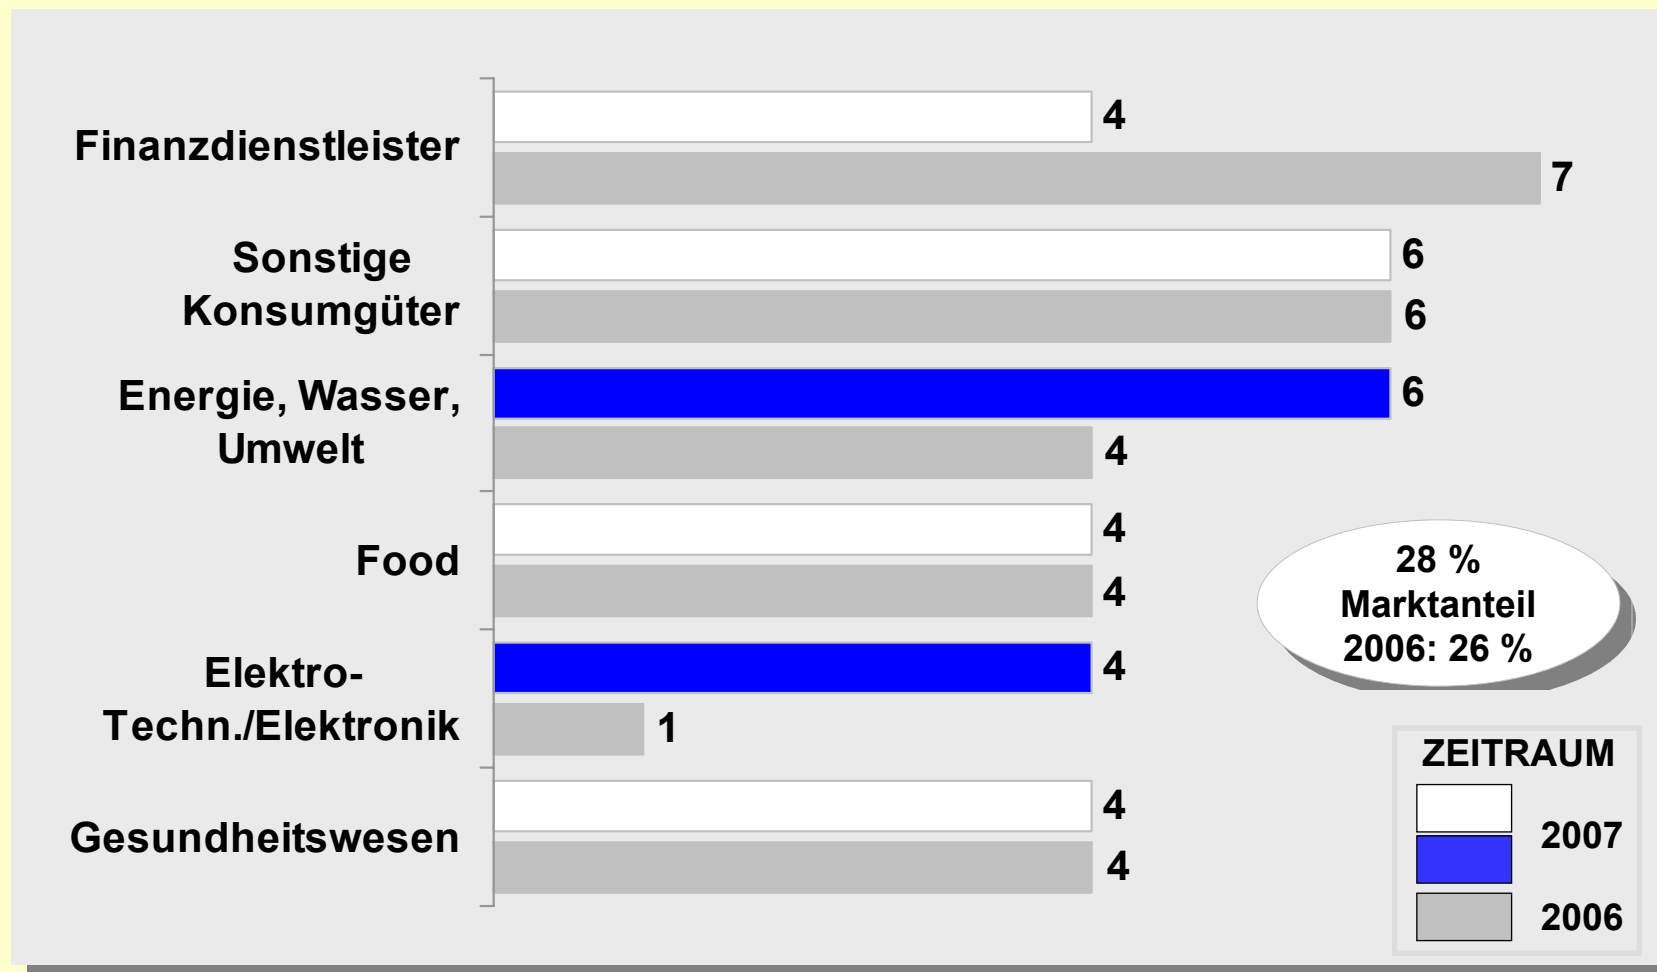 Finanzdienstleister
4
7
Sonstige
Konsumgüter
6
6
Energie, Wasser,
Umwelt
6
4
Food
4
4
Elektro-
Techn./Elektronik
4
1
Gesundheitswesen
4
4
28 %
Marktanteil
2006: 26 %
ZEITRAUM
2007
2006